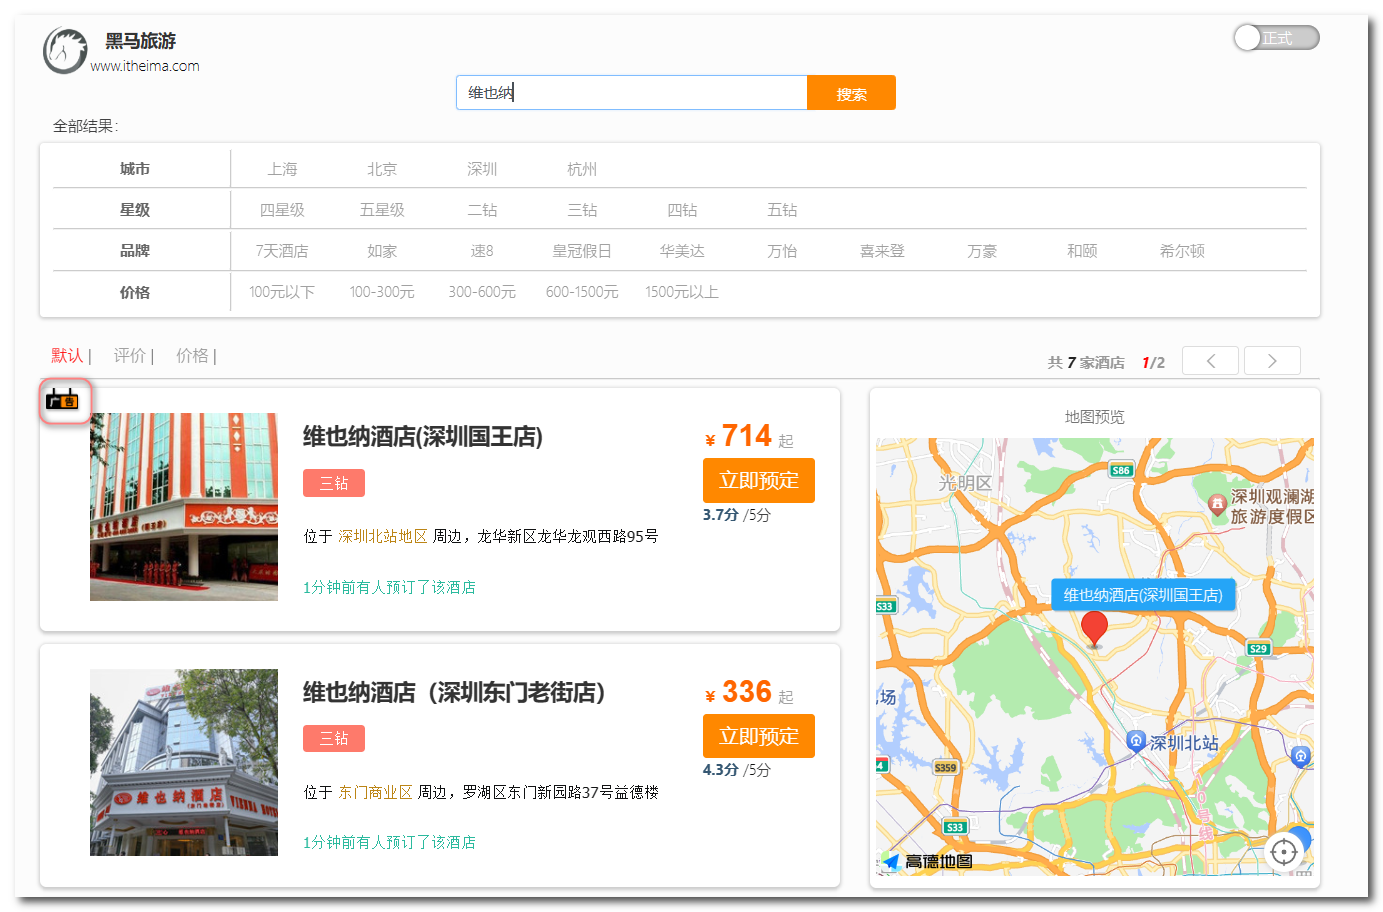 黑马旅游
www.itheima.com
正式
维也纳
搜索
全部结果:
城市 上海 北京 深圳 杭州
星级 四星级 五星级 二钻 三钻 四钻 五钻
品牌 7天酒店 如家 速8 皇冠假日 华美达 万怡 喜来登 万豪 和颐 希尔顿
价格 100元以下 100-300元 300-600元 600-1500元 1500元以上
默认 | 评价 | 价格 |
共 7 家酒店 1/2
广告
维也纳酒店(深圳国王店)
¥ 714 起
三钻
立即预定
3.7分 /5分
位于 深圳北站地区 周边，龙华新区龙华龙观西路95号
1分钟前有人预订了该酒店
维也纳酒店（深圳东门老街店）
¥ 336 起
三钻
立即预定
4.3分 /5分
位于 东门商业区 周边，罗湖区东门新园路37号益德楼
1分钟前有人预订了该酒店
维也纳酒店
地图预览
S86
光明区
深圳观澜湖
旅游度假区
维也纳酒店(深圳国王店)
S33
S29
场
深圳北站
4
S359
10号线
S33
高德地图